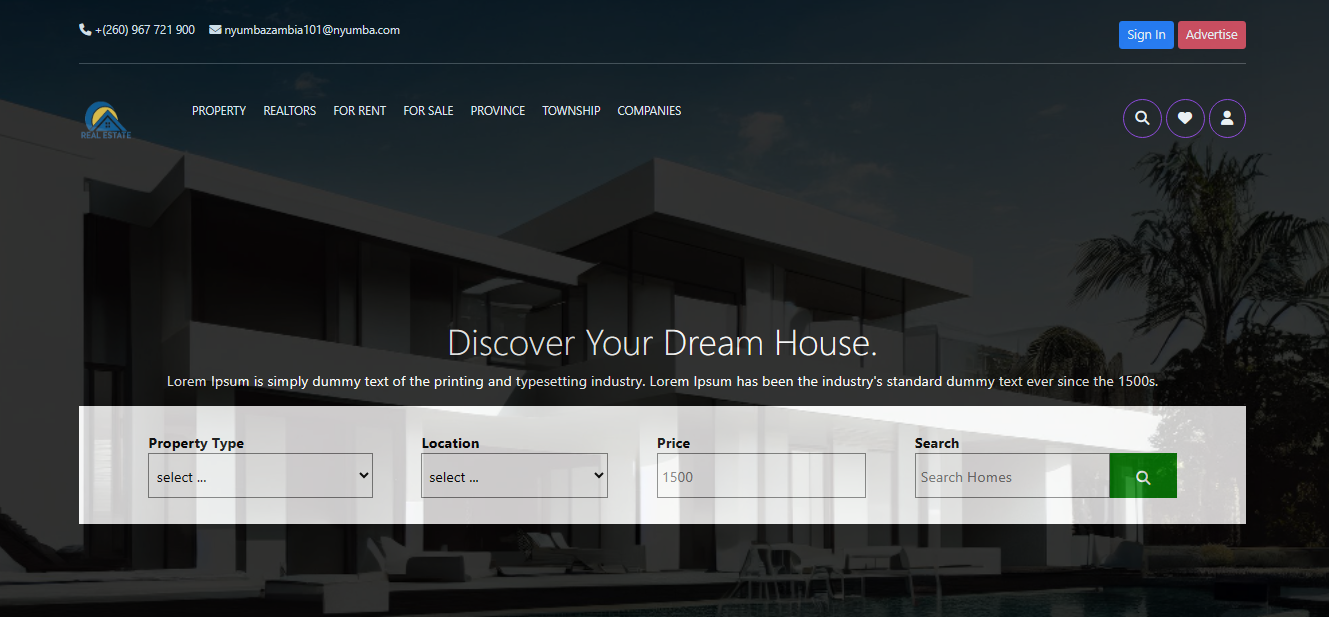 +(260) 967 721 900 nyumbazambia101@nyumba.com
Sign In Advertise
REAL ESTATE
PROPERTY REALTORS FOR RENT FOR SALE PROVINCE TOWNSHIP COMPANIES
Discover Your Dream House.
Lorem Ipsum is simply dummy text of the printing and typesetting industry. Lorem Ipsum has been the industry's standard dummy text ever since the 1500s.
Property Type Location Price Search
select ... select ... 1500 Search Homes